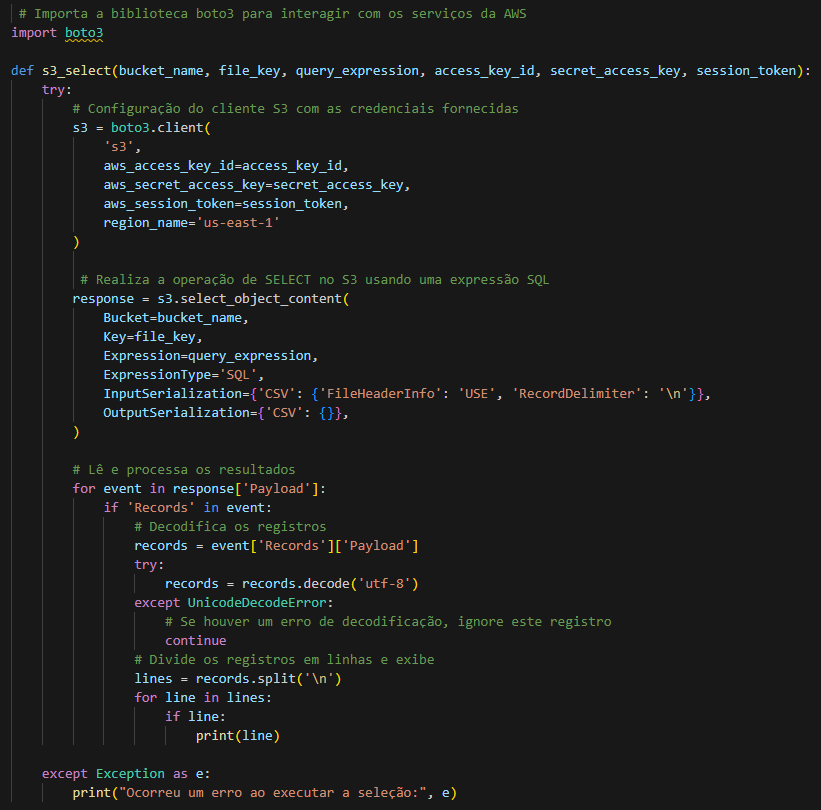 # Importa a biblioteca boto3 para interagir com os serviços da AWS
import boto3

def s3_select(bucket_name, file_key, query_expression, access_key_id, secret_access_key, session_token):
    try:
        # Configuração do cliente S3 com as credenciais fornecidas
        s3 = boto3.client(
            's3',
            aws_access_key_id=access_key_id,
            aws_secret_access_key=secret_access_key,
            aws_session_token=session_token,
            region_name='us-east-1'
        )

         # Realiza a operação de SELECT no S3 usando uma expressão SQL
        response = s3.select_object_content(
            Bucket=bucket_name,
            Key=file_key,
            Expression=query_expression,
            ExpressionType='SQL',
            InputSerialization={'CSV': {'FileHeaderInfo': 'USE', 'RecordDelimiter': '\n'}},
            OutputSerialization={'CSV': {}},
        )

        # Lê e processa os resultados
        for event in response['Payload']:
            if 'Records' in event:
                # Decodifica os registros
                records = event['Records']['Payload']
                try:
                    records = records.decode('utf-8')
                except UnicodeDecodeError:
                    # Se houver um erro de decodificação, ignore este registro
                    continue
                # Divide os registros em linhas e exibe
                lines = records.split('\n')
                for line in lines:
                    if line:
                        print(line)

    except Exception as e:
        print("Ocorreu um erro ao executar a seleção:", e)